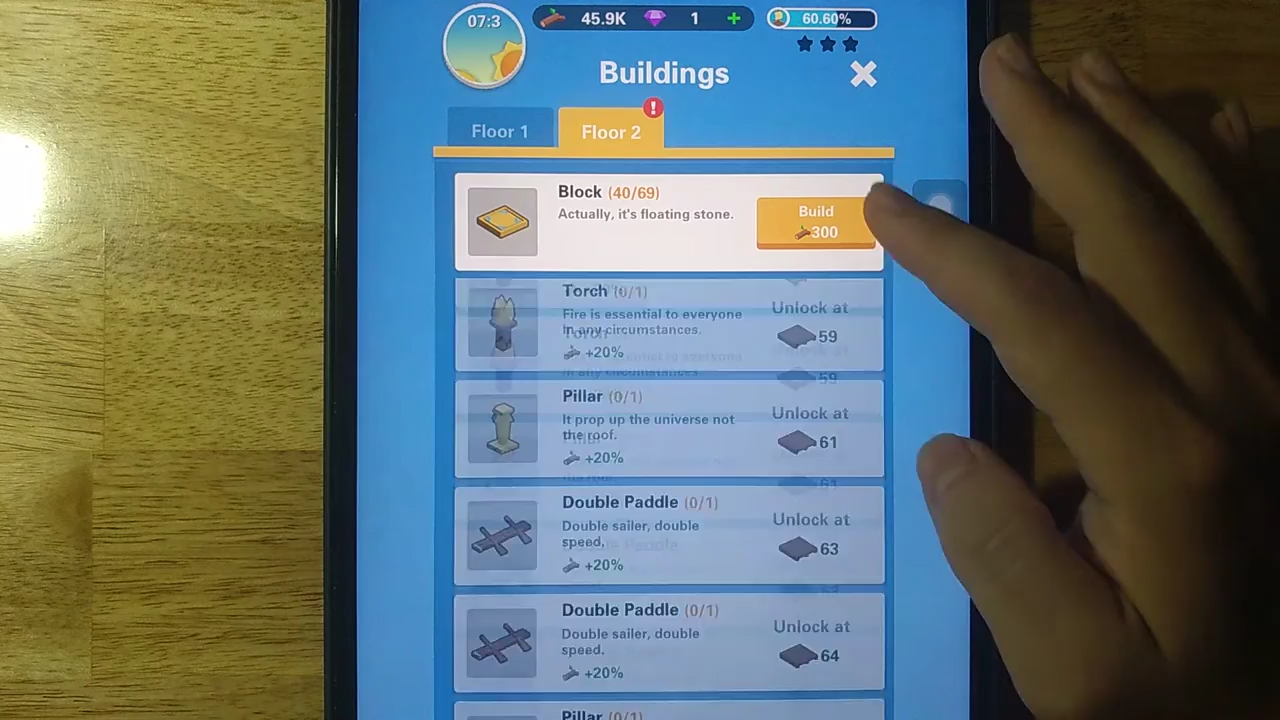 07:3
45.9K
1
60.60%
Buildings
Floor 1
Floor 2
!
Block (40/69)
Actually, it's floating stone.
Build
300
Torch (0/1)
Fire is essential to everyone
in any circumstances.
+20%
Unlock at
59
Pillar (0/1)
It prop up the universe not
the roof.
+20%
Unlock at
61
Double Paddle (0/1)
Double sailer, double
speed.
+20%
Unlock at
63
Double Paddle (0/1)
Double sailer, double
speed.
+20%
Unlock at
64
Pillar (0/1)